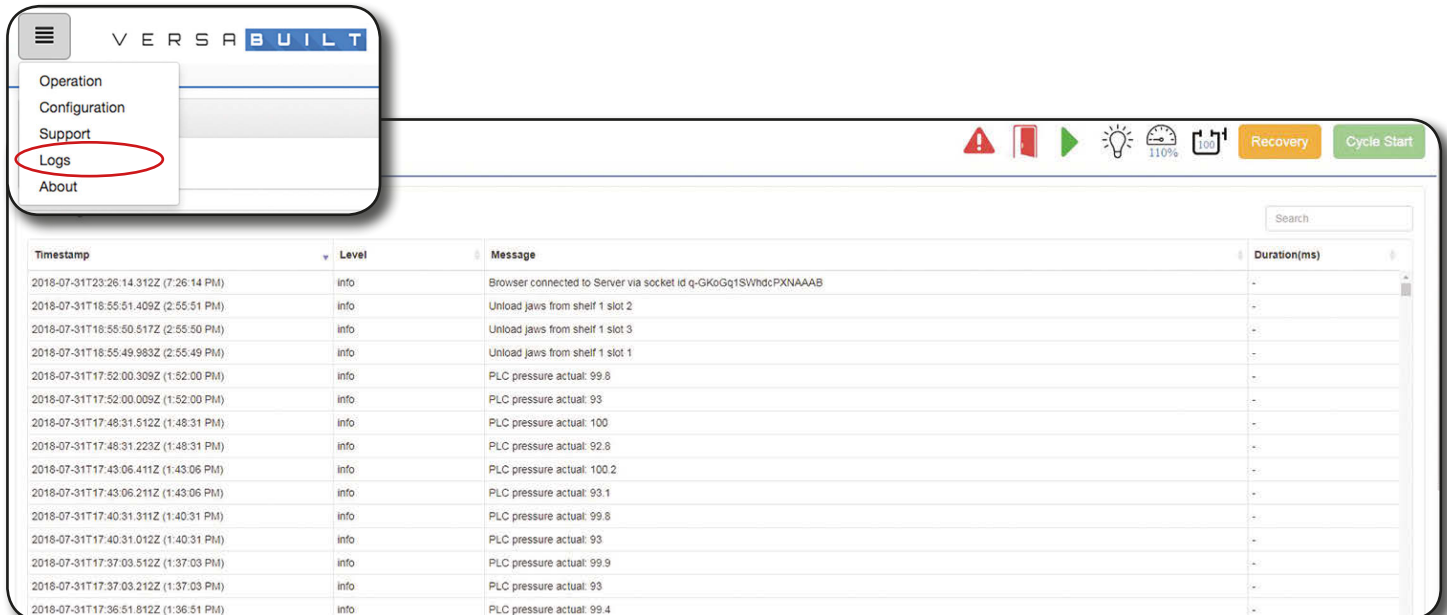 VERSABUILT
Operation
Configuration
Support
Logs
About
110%
100
Recovery
Cycle Start
Search
Timestamp Level Message Duration(ms)
2018-07-31T23:26:14.312Z (7:26:14 PM) info Browser connected to Server via socket id q-GKoGq1SWhdcPXNAAAB -
2018-07-31T18:55:51.409Z (2:55:51 PM) info Unload jaws from shelf 1 slot 2 -
2018-07-31T18:55:50.517Z (2:55:50 PM) info Unload jaws from shelf 1 slot 3 -
2018-07-31T18:55:49.983Z (2:55:49 PM) info Unload jaws from shelf 1 slot 1 -
2018-07-31T17:52:00.309Z (1:52:00 PM) info PLC pressure actual: 99.8 -
2018-07-31T17:52:00.009Z (1:52:00 PM) info PLC pressure actual: 93 -
2018-07-31T17:48:31.512Z (1:48:31 PM) info PLC pressure actual: 100 -
2018-07-31T17:48:31.223Z (1:48:31 PM) info PLC pressure actual: 92.8 -
2018-07-31T17:43:06.411Z (1:43:06 PM) info PLC pressure actual: 100.2 -
2018-07-31T17:43:06.211Z (1:43:06 PM) info PLC pressure actual: 93.1 -
2018-07-31T17:40:31.311Z (1:40:31 PM) info PLC pressure actual: 99.8 -
2018-07-31T17:40:31.012Z (1:40:31 PM) info PLC pressure actual: 93 -
2018-07-31T17:37:03.512Z (1:37:03 PM) info PLC pressure actual: 99.9 -
2018-07-31T17:37:03.212Z (1:37:03 PM) info PLC pressure actual: 93 -
2018-07-31T17:36:51.812Z (1:36:51 PM) info PLC pressure actual: 99.4 -